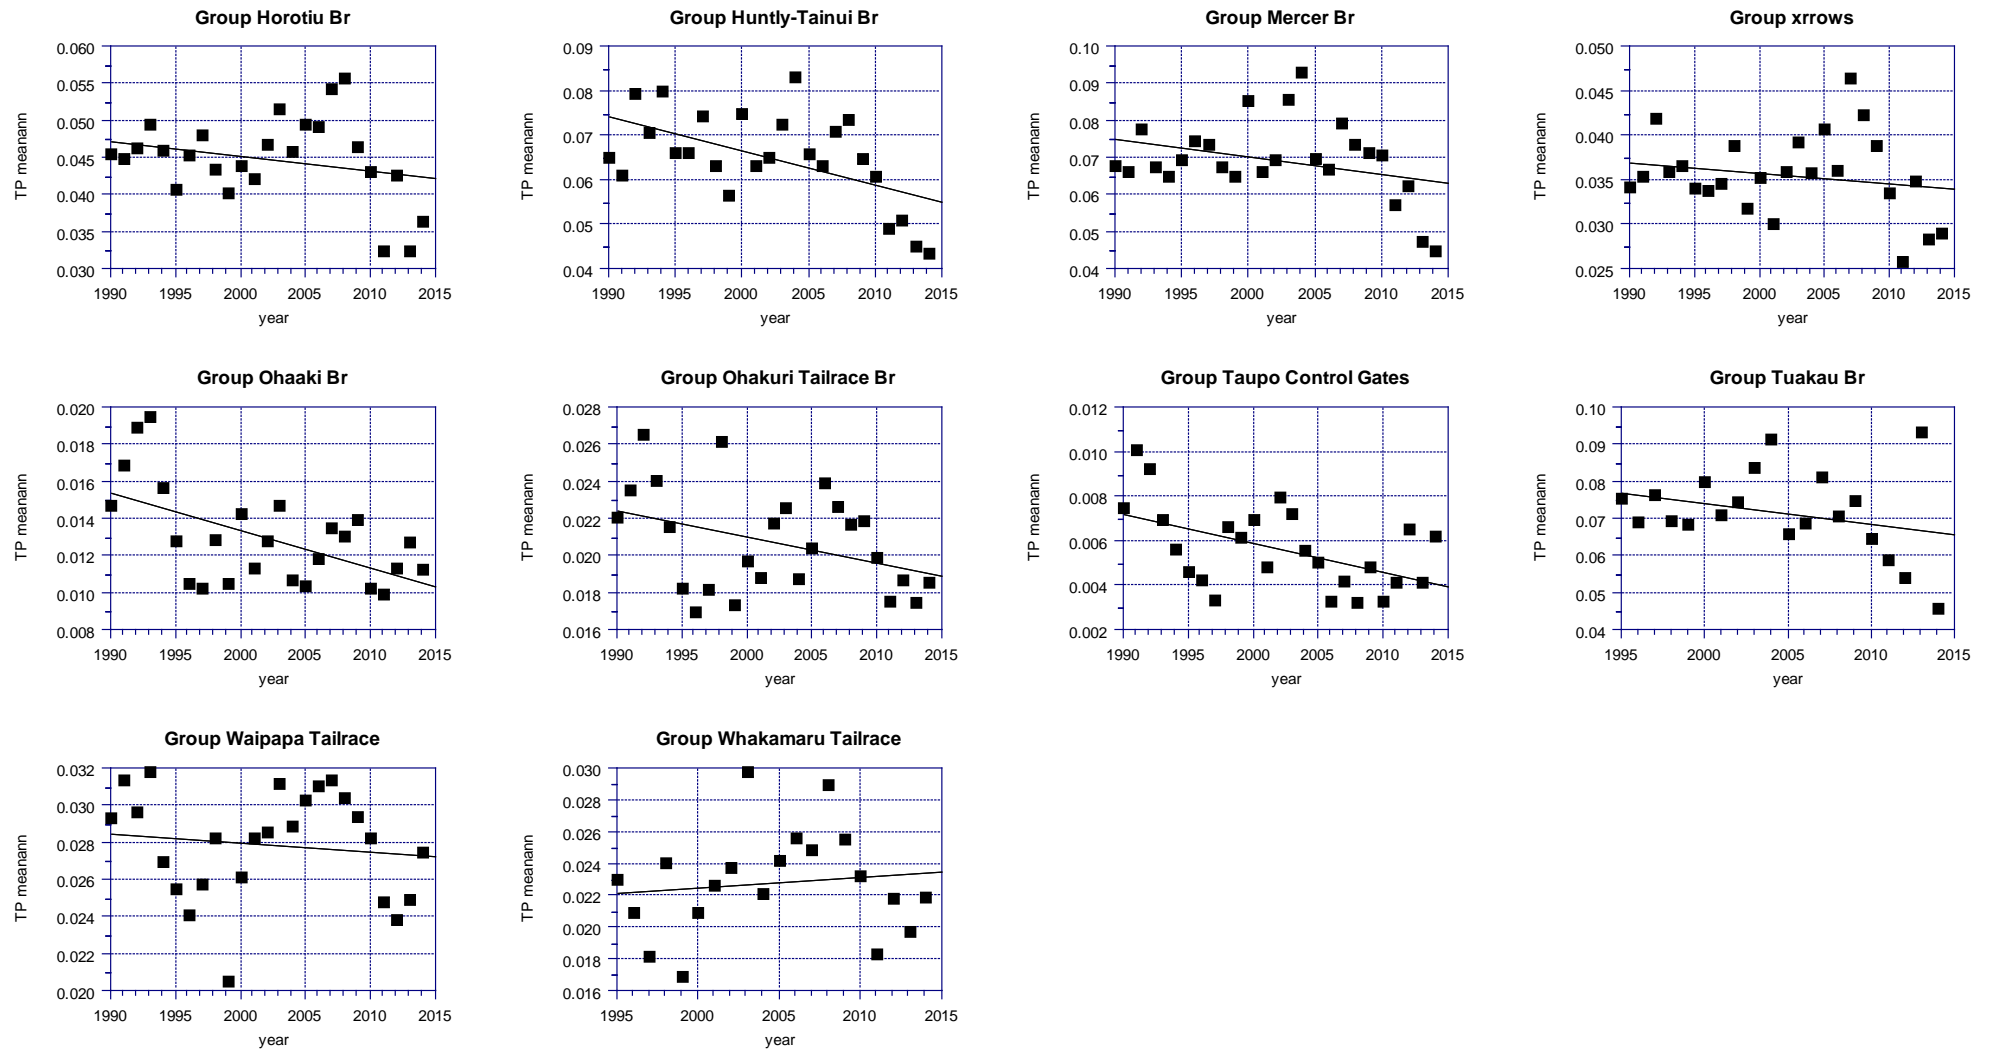 Group Horotiu Br
0.060
0.055
0.050
0.045
0.040
0.035
0.030
TP meanann
1990 1995 2000 2005 2010 2015
year
Group Huntly-Tainui Br
0.09
0.08
0.07
0.06
0.05
0.04
TP meanann
1990 1995 2000 2005 2010 2015
year
Group Mercer Br
0.10
0.09
0.08
0.07
0.06
0.05
0.04
TP meanann
1990 1995 2000 2005 2010 2015
year
Group xrrows
0.050
0.045
0.040
0.035
0.030
0.025
TP meanann
1990 1995 2000 2005 2010 2015
year
Group Ohaaki Br
0.020
0.018
0.016
0.014
0.012
0.010
0.008
TP meanann
1990 1995 2000 2005 2010 2015
year
Group Ohakuri Tailrace Br
0.028
0.026
0.024
0.022
0.020
0.018
0.016
TP meanann
1990 1995 2000 2005 2010 2015
year
Group Taupo Control Gates
0.012
0.010
0.008
0.006
0.004
0.002
TP meanann
1990 1995 2000 2005 2010 2015
year
Group Tuakau Br
0.10
0.09
0.08
0.07
0.06
0.05
0.04
TP meanann
1995 2000 2005 2010 2015
year
Group Waipapa Tailrace
0.032
0.030
0.028
0.026
0.024
0.022
0.020
TP meanann
1990 1995 2000 2005 2010 2015
year
Group Whakamaru Tailrace
0.030
0.028
0.026
0.024
0.022
0.020
0.018
0.016
TP meanann
1995 2000 2005 2010 2015
year